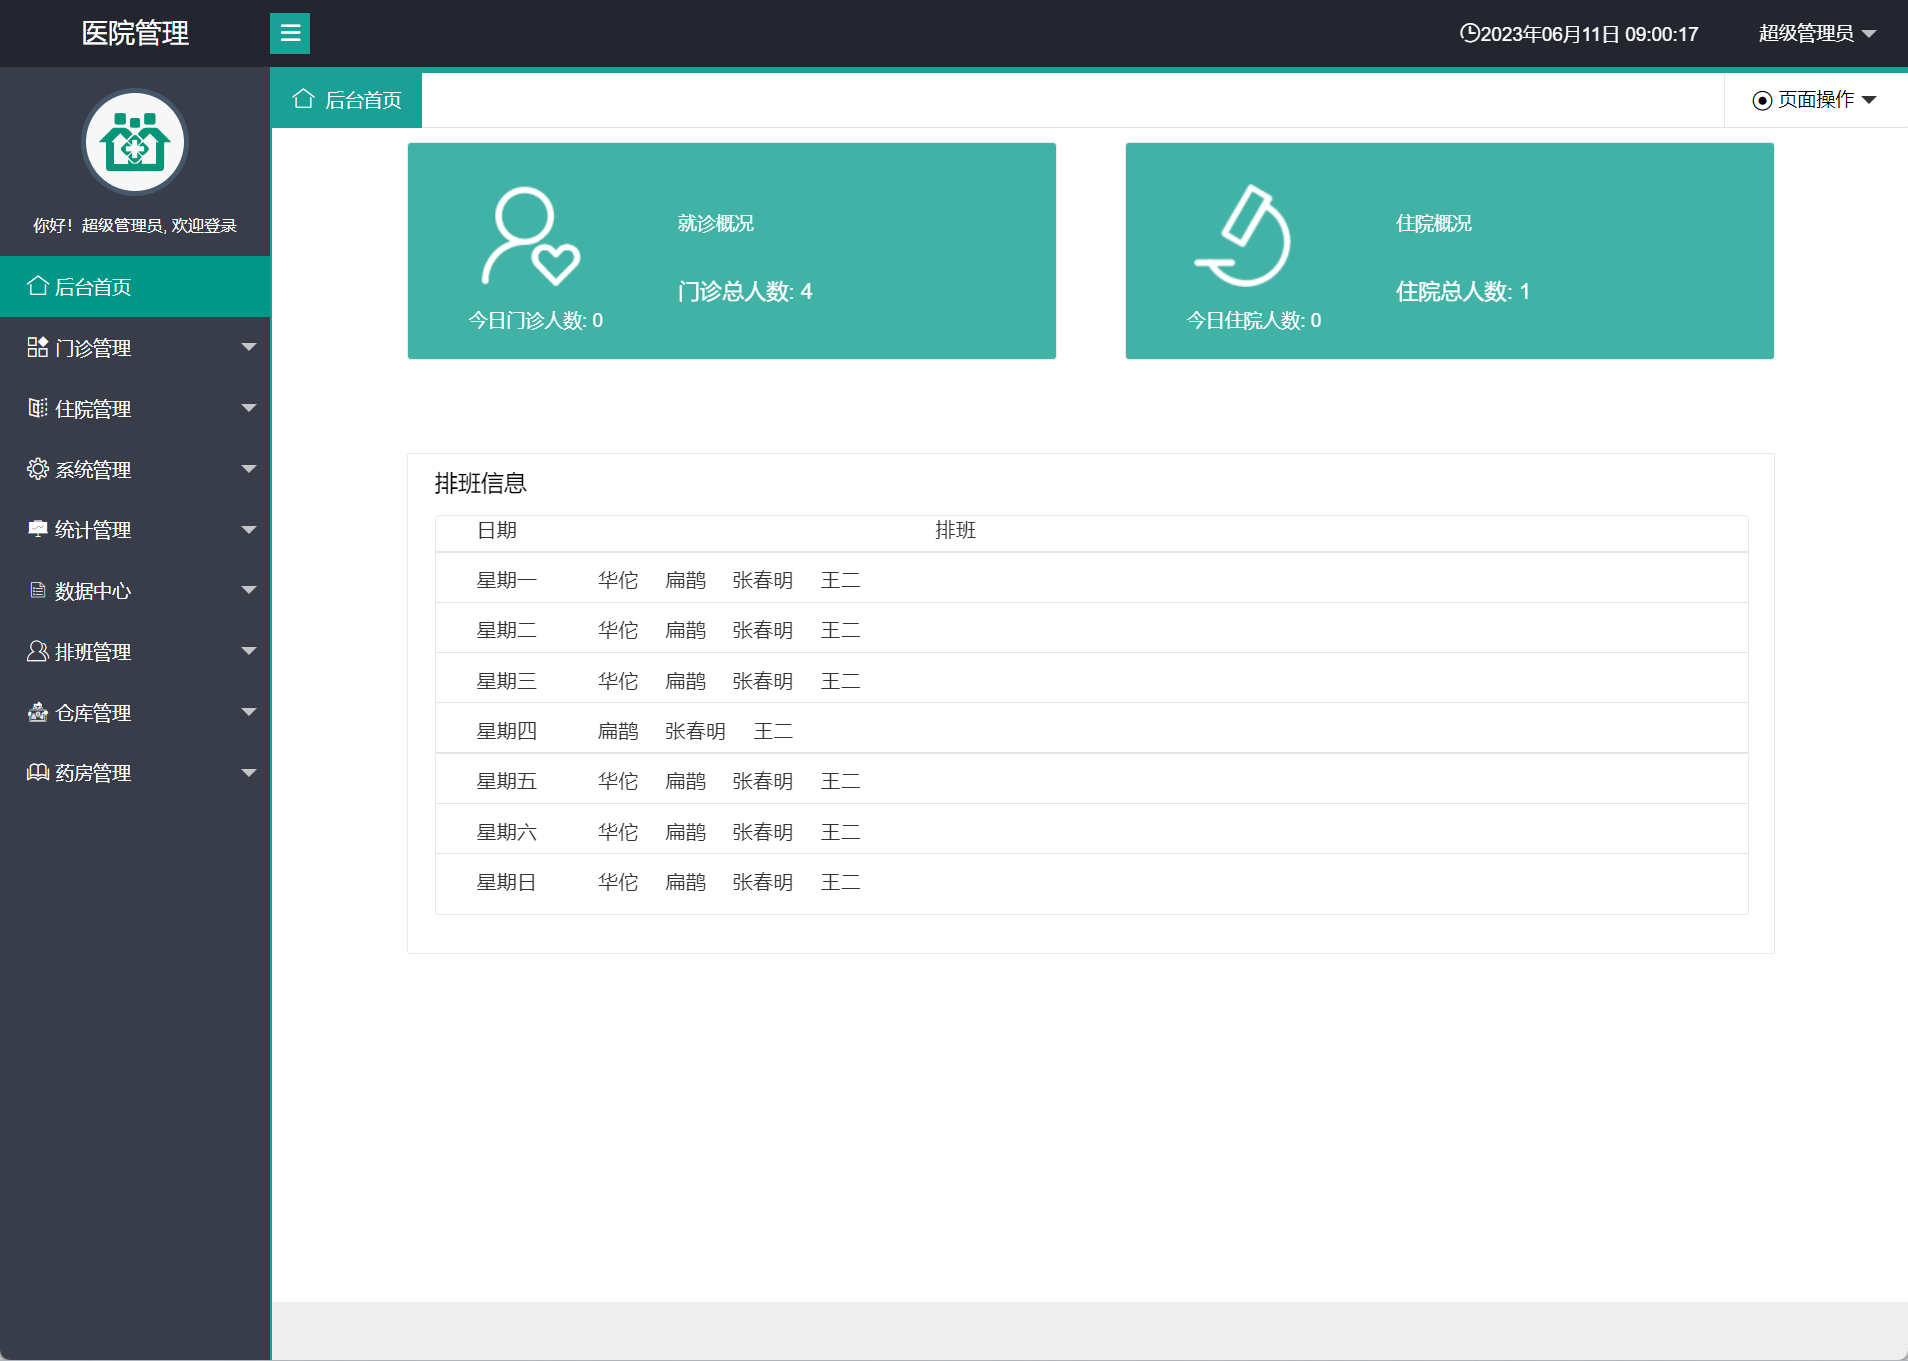 医院管理
2023年06月11日 09:00:17
超级管理员
后台首页
页面操作
你好！超级管理员, 欢迎登录
后台首页
门诊管理
住院管理
系统管理
统计管理
数据中心
排班管理
仓库管理
药房管理
就诊概况
门诊总人数: 4
今日门诊人数: 0
住院概况
住院总人数: 1
今日住院人数: 0
排班信息
日期 排班
星期一 华佗 扁鹊 张春明 王二
星期二 华佗 扁鹊 张春明 王二
星期三 华佗 扁鹊 张春明 王二
星期四 扁鹊 张春明 王二
星期五 华佗 扁鹊 张春明 王二
星期六 华佗 扁鹊 张春明 王二
星期日 华佗 扁鹊 张春明 王二